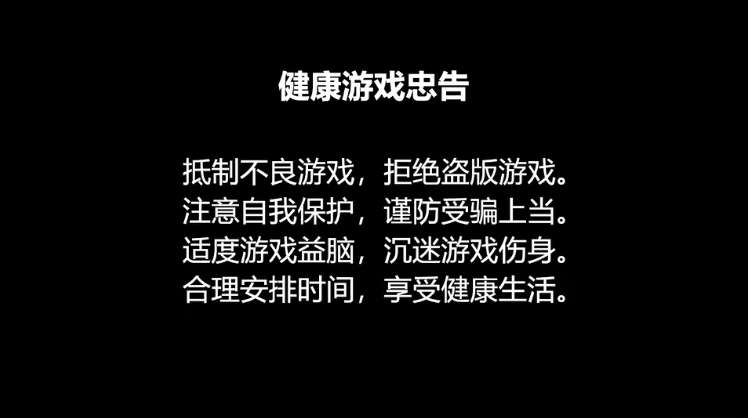 健康游戏忠告
抵制不良游戏，拒绝盗版游戏。
注意自我保护，谨防受骗上当。
适度游戏益脑，沉迷游戏伤身。
合理安排时间，享受健康生活。